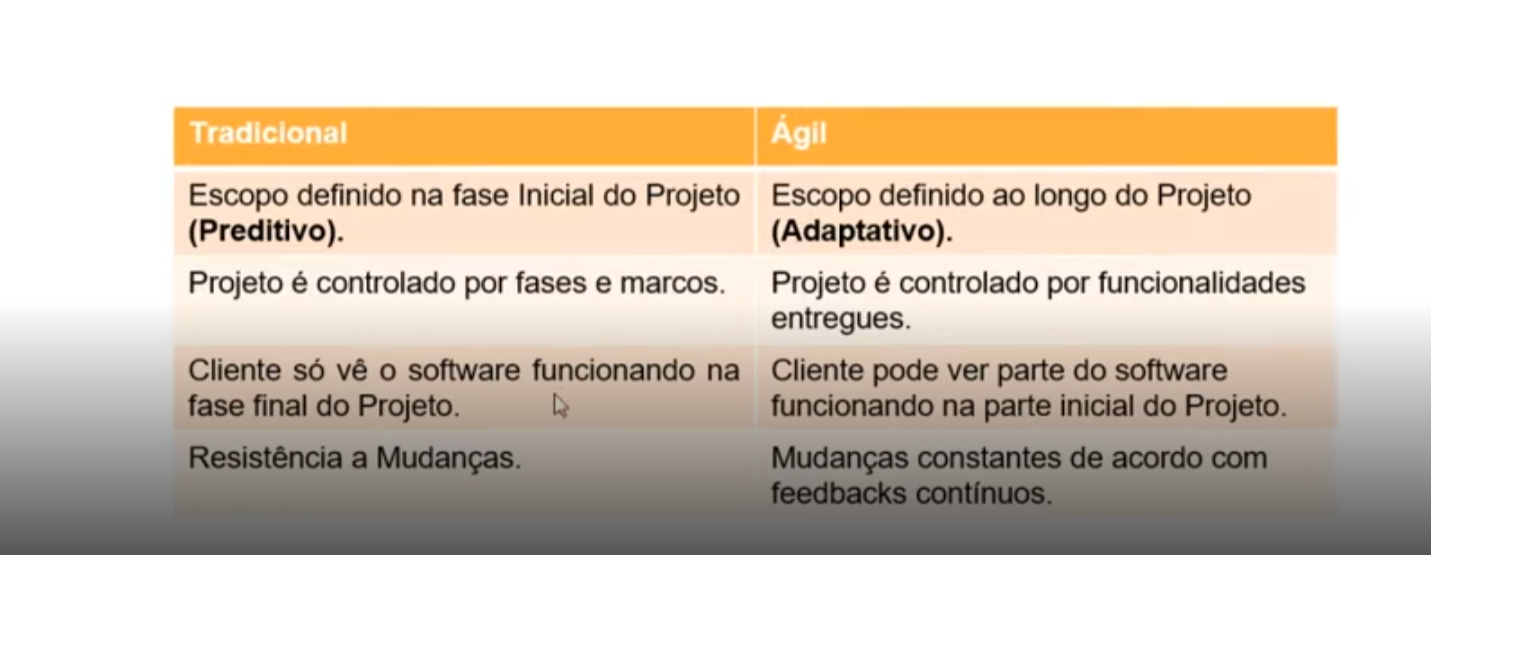 Tradicional
Ágil
Escopo definido na fase Inicial do Projeto
(Preditivo).
Escopo definido ao longo do Projeto
(Adaptativo).
Projeto é controlado por fases e marcos.
Projeto é controlado por funcionalidades
entregues.
Cliente só vê o software funcionando na
fase final do Projeto.
Cliente pode ver parte do software
funcionando na parte inicial do Projeto.
Resistência a Mudanças.
Mudanças constantes de acordo com
feedbacks contínuos.